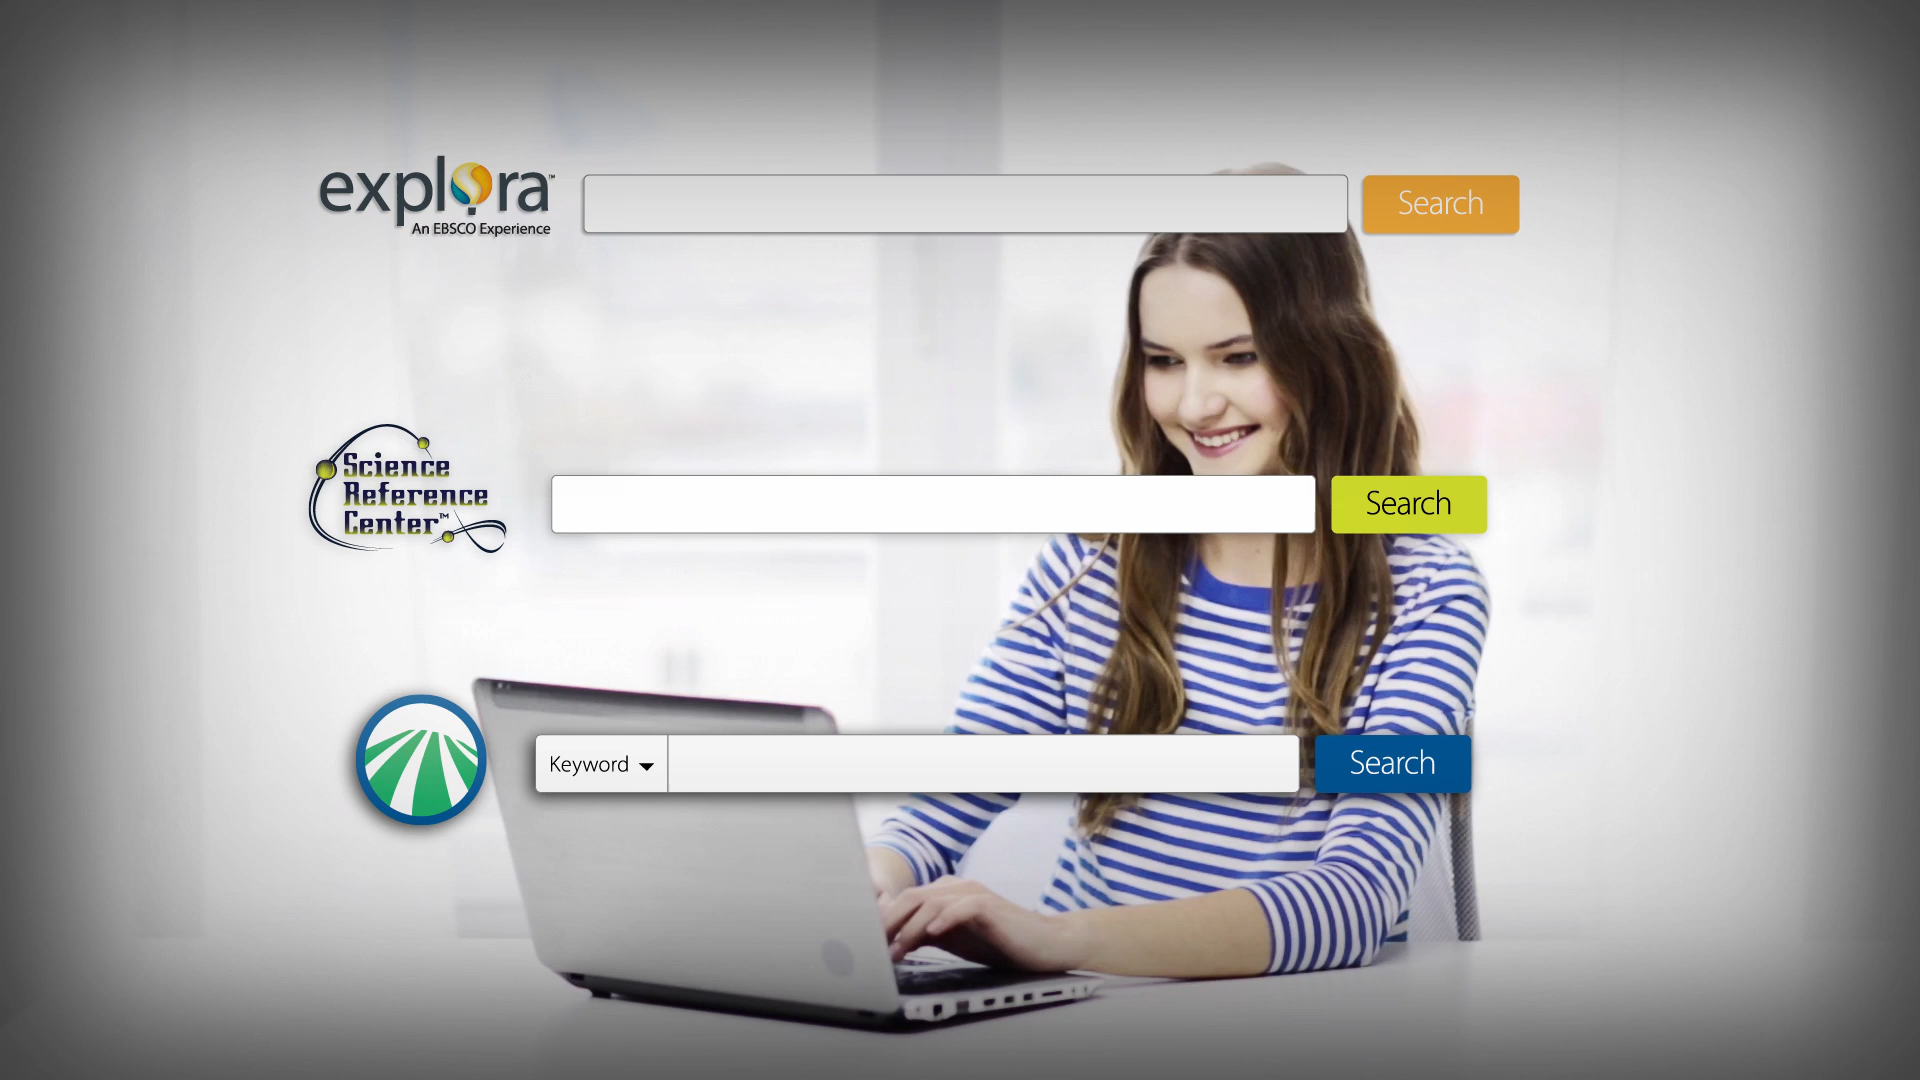 explora™
An EBSCO Experience
Search
Science
Reference
Center™
Search
Keyword
Search